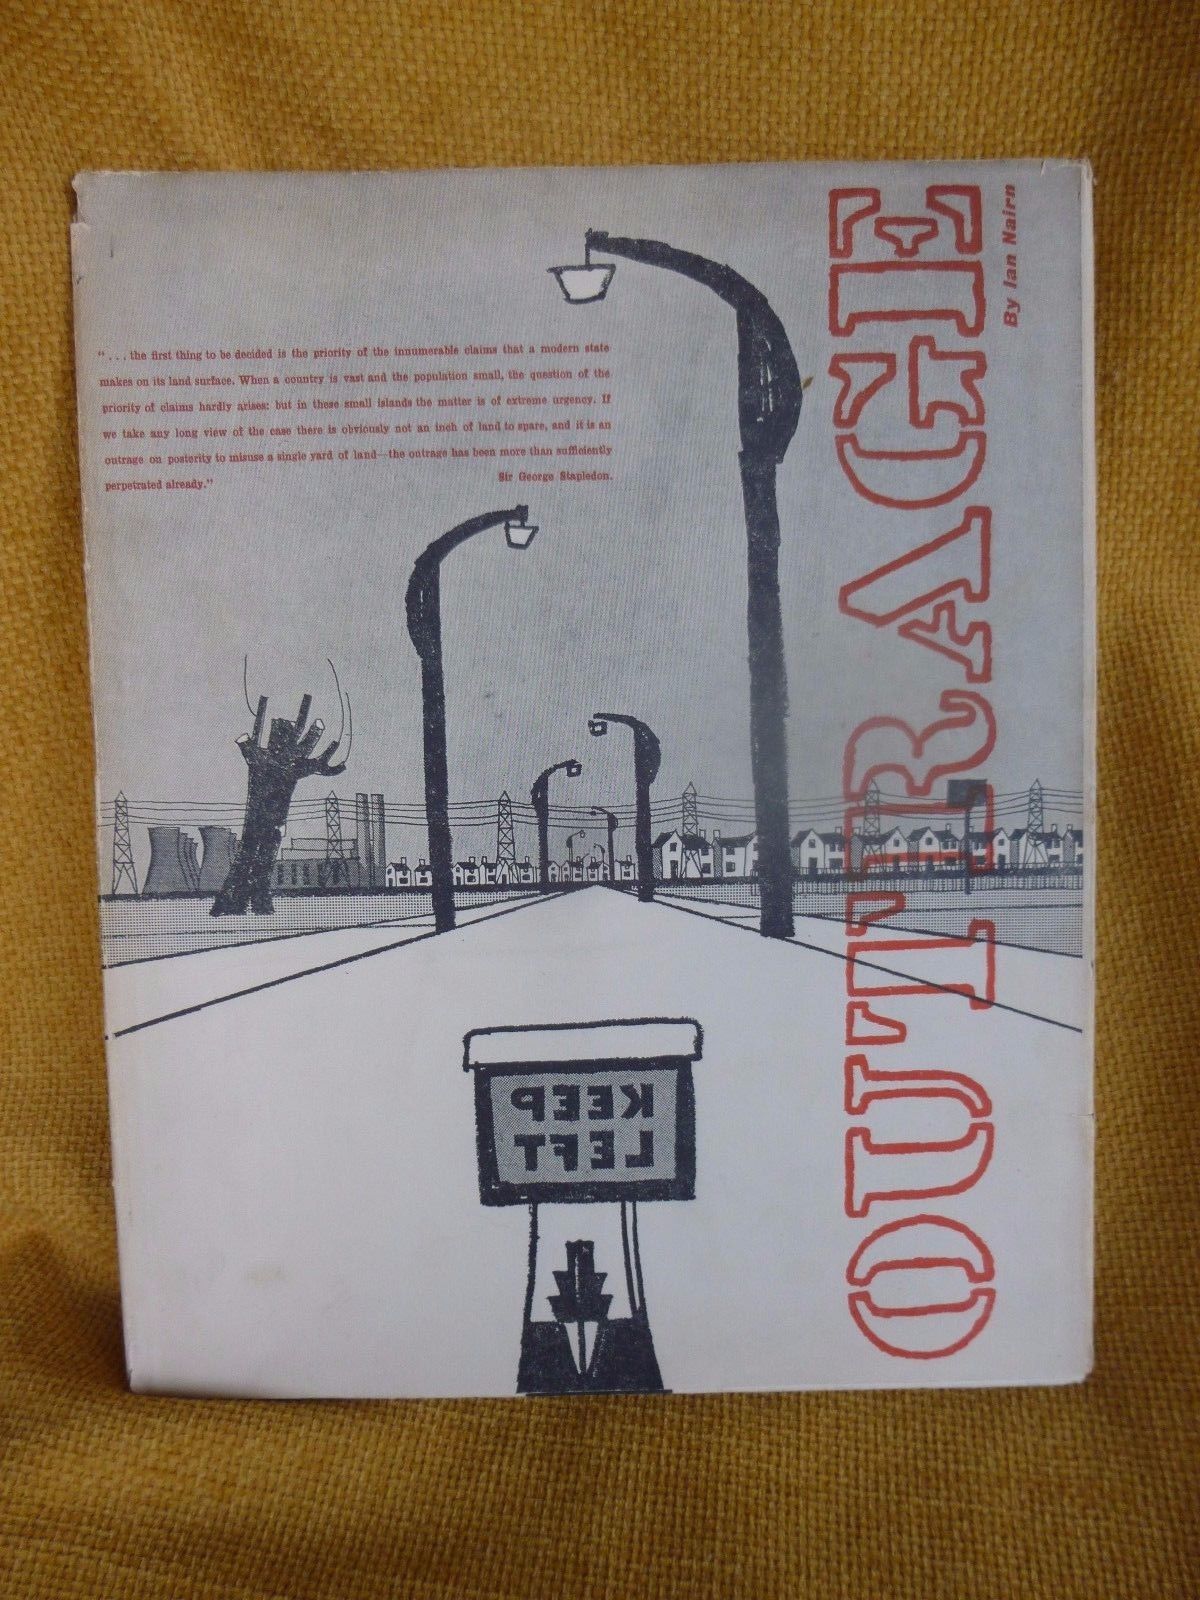 OUTRAGE
By Ian Nairn
"... the first thing to be decided is the priority of the innumerable claims that a modern state
makes on its land surface. When a country is vast and the population small, the question of the
priority of claims hardly arises: but in these small islands the matter is of extreme urgency. If
we take any long view of the case there is obviously not an inch of land to spare, and it is an
outrage on posterity to misuse a single yard of land—the outrage has been more than sufficiently
perpetrated already."
Sir George Stapledon.
KEEP
LEFT